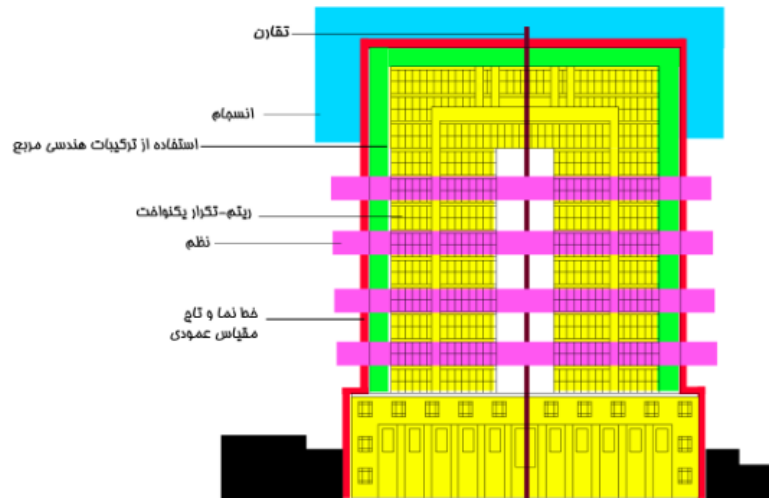 تقارن
انسجام
استفاده از ترکیبات هندسی مربع
ریتم-تکرار یکنواخت
نظم
خط نما و تاج
مقیاس عمودی